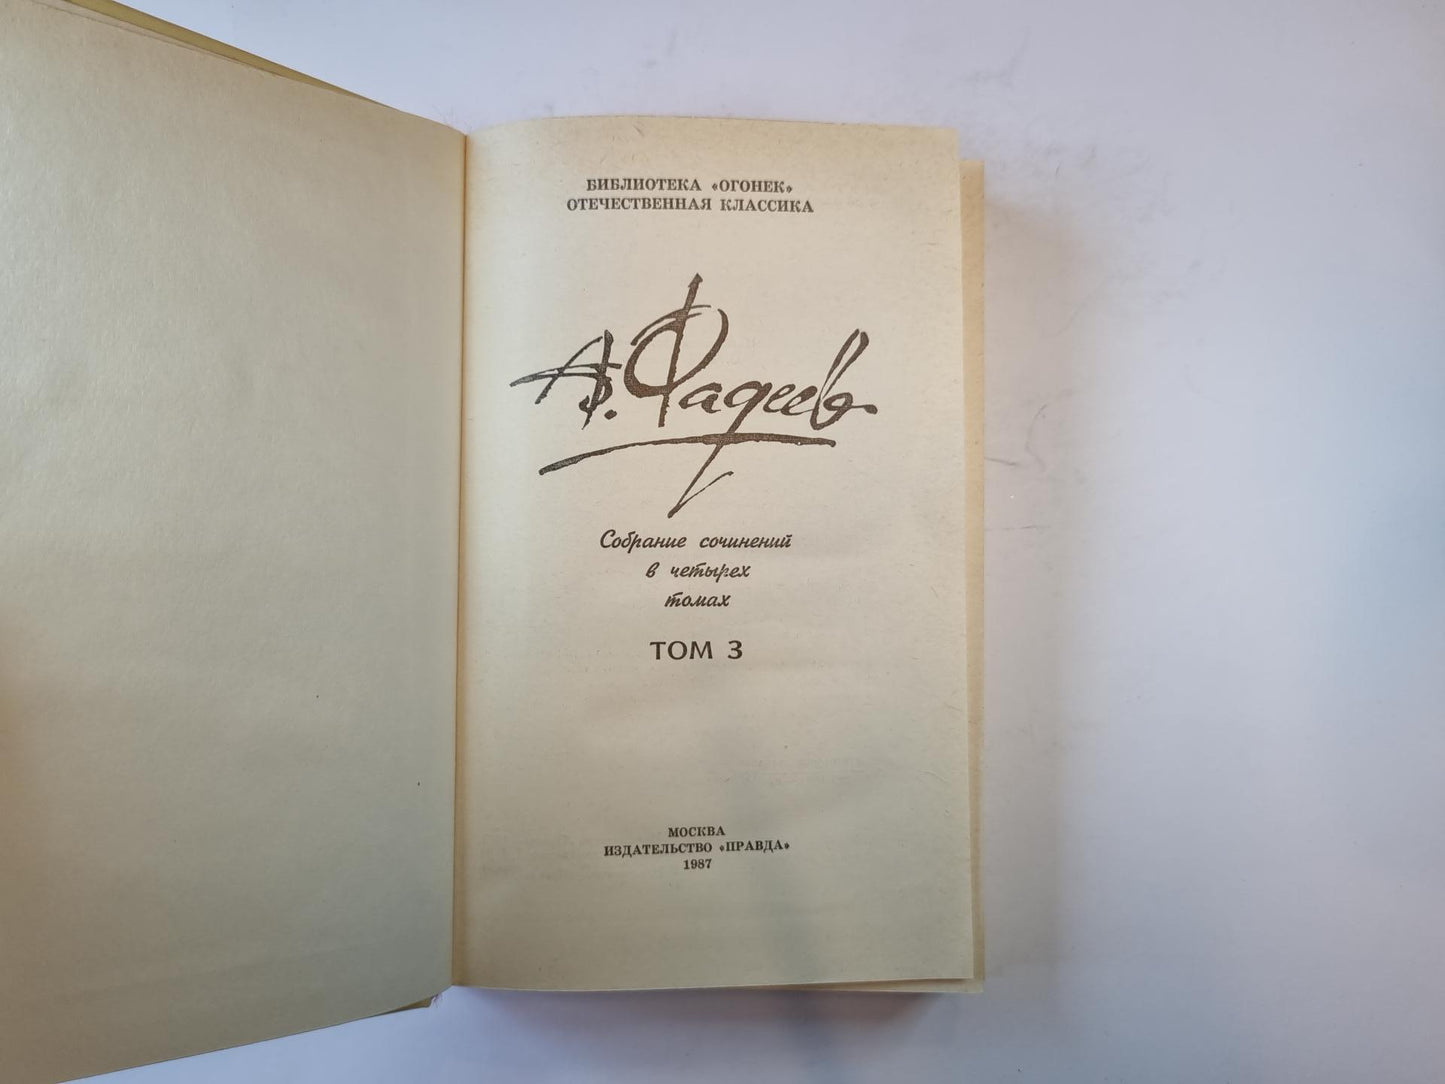 БИБЛИОТЕКА «ОГОНЕК»
ОТЕЧЕСТВЕННАЯ КЛАССИКА
А. Фадеев
Собрание сочинений
в четырех
томах
ТОМ 3
МОСКВА
ИЗДАТЕЛЬСТВО «ПРАВДА»
1987